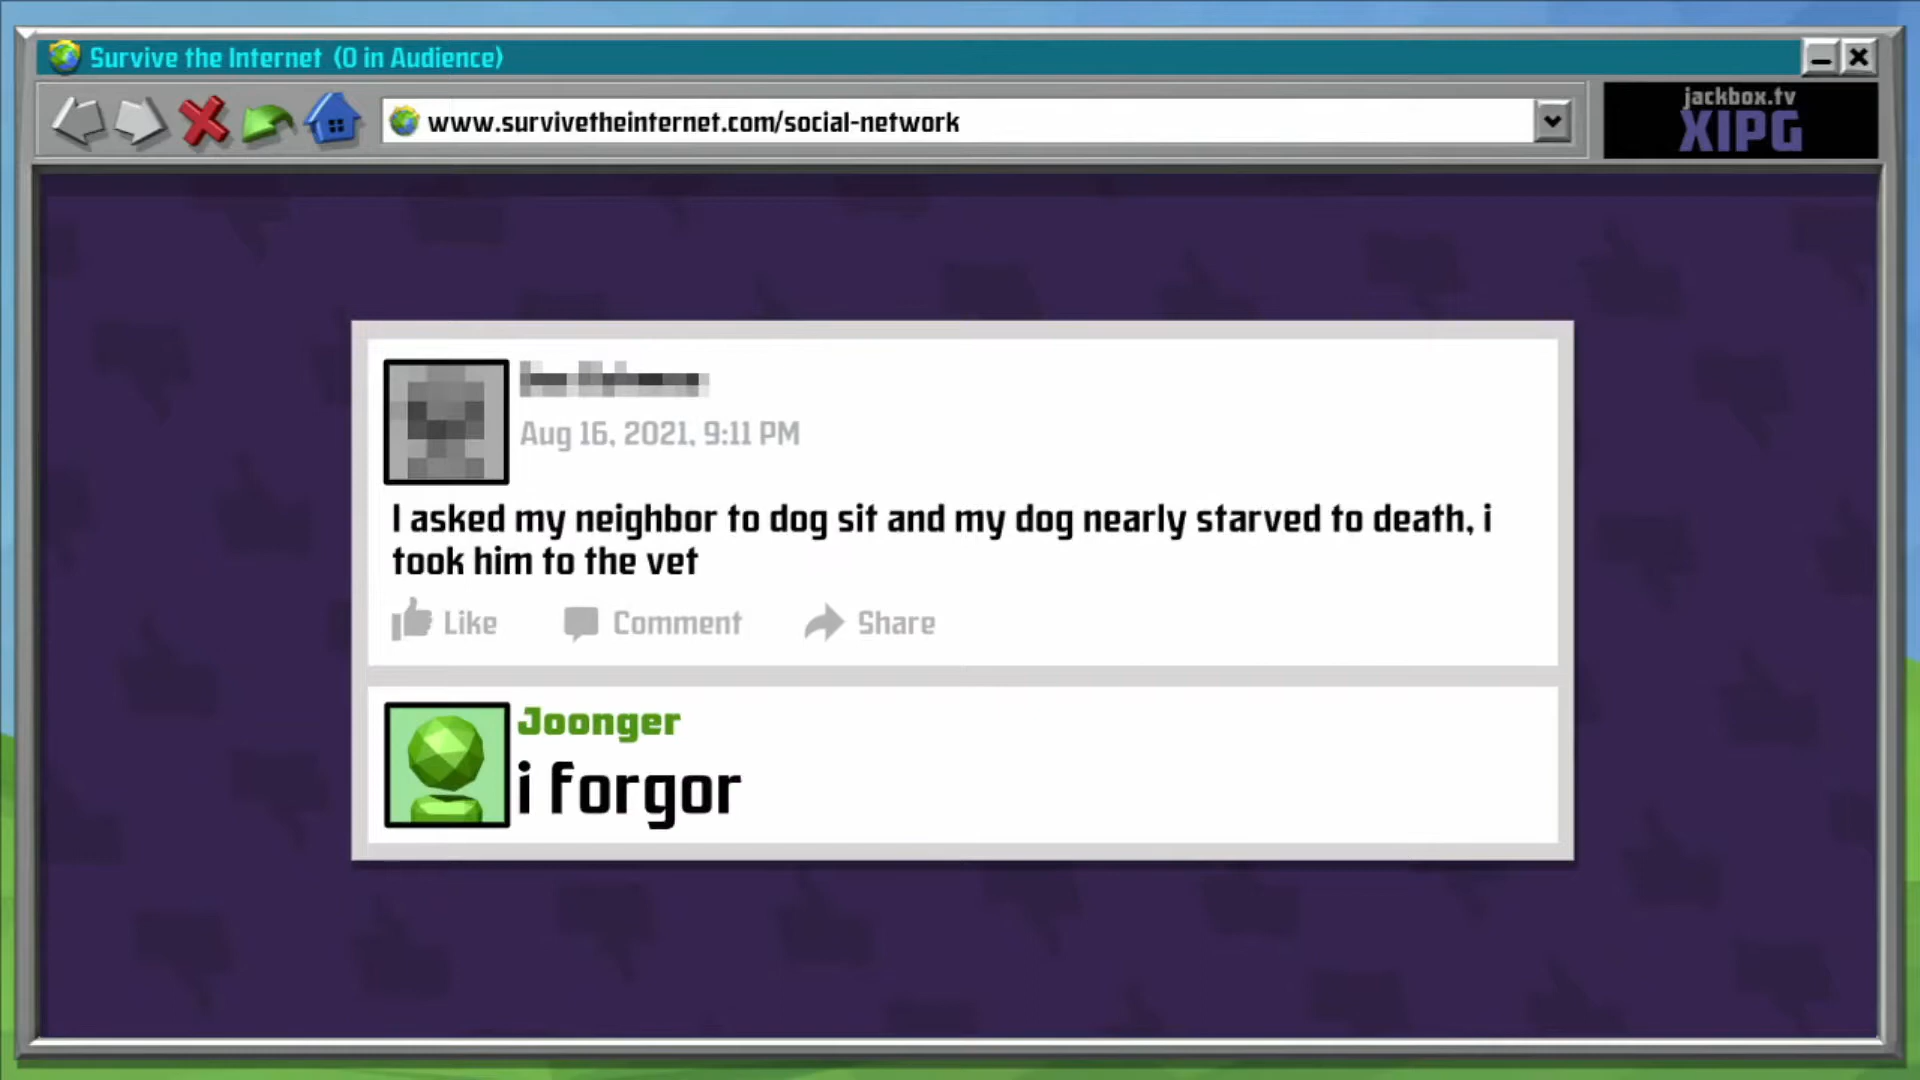 Survive the Internet (0 in Audience)
www.survivetheinternet.com/social-network
jackbox.tv
XIPG
Aug 16, 2021, 9:11 PM
I asked my neighbor to dog sit and my dog nearly starved to death, i
took him to the vet
Like Comment Share
Joonger
i forgor